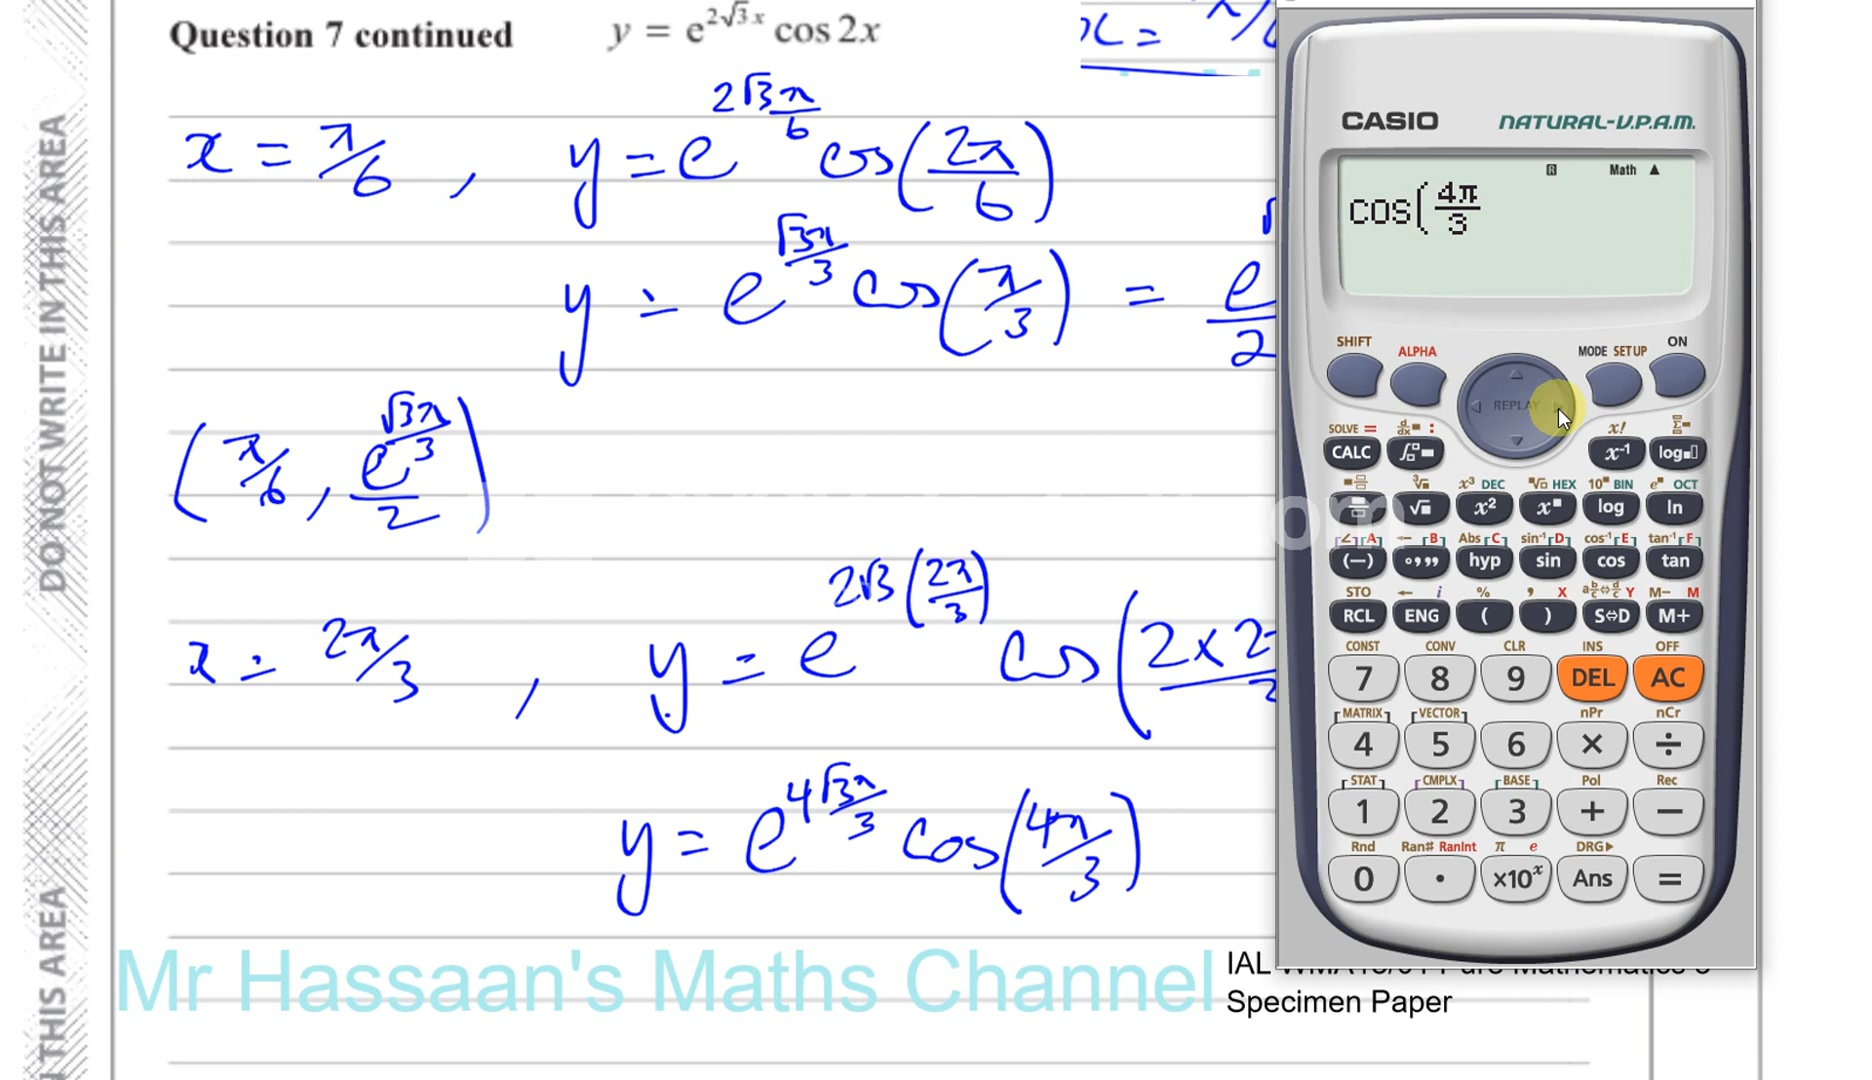 Question 7 continued y = e^{2√3x} cos 2x x = π/6
x = π/6 , y = e^{2√3π/6} cos(2π/6)
y = e^{√3π/3} cos(π/3) = e/2
(π/6, e^{√3π/3}/2)
x = 2π/3 , y = e^{2√3(2π/3)} cos(2×2
y = e^{4√3π/3} cos(4π/3)
Mr Hassaan's Maths Channel
IAL
Specimen Paper
DO NOT WRITE IN THIS AREA
THIS AREA
om
CASIO NATURAL-V.P.A.M.
R Math ▲
cos(4π/3
SHIFT ALPHA MODE SETUP ON
REPLAY
SOLVE = d/dx : x! Σ
CALC ∫ x⁻¹ log
x³ DEC HEX 10 BIN e OCT
√ x² x log ln
∠ A ← B Abs C sin⁻¹ D cos⁻¹ E tan⁻¹ F
(−) °''' hyp sin cos tan
STO ← i % , X a b/c⇔d/c Y M− M
RCL ENG ( ) S⇔D M+
CONST CONV CLR INS OFF
7 8 9 DEL AC
MATRIX VECTOR nPr nCr
4 5 6 × ÷
STAT CMPLX BASE Pol Rec
1 2 3 + −
Rnd Ran# RanInt π e DRG▶
0 . ×10ˣ Ans =